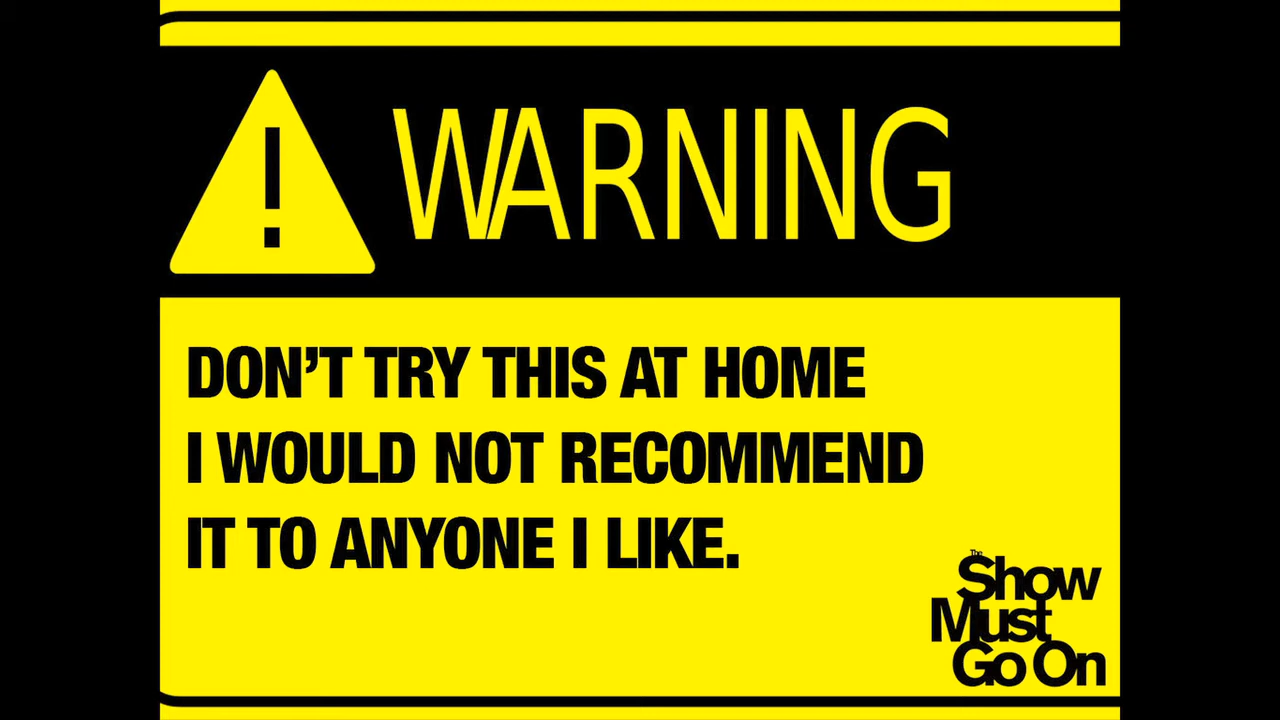 WARNING
DON'T TRY THIS AT HOME
I WOULD NOT RECOMMEND
IT TO ANYONE I LIKE.
The
Show
Must
Go On